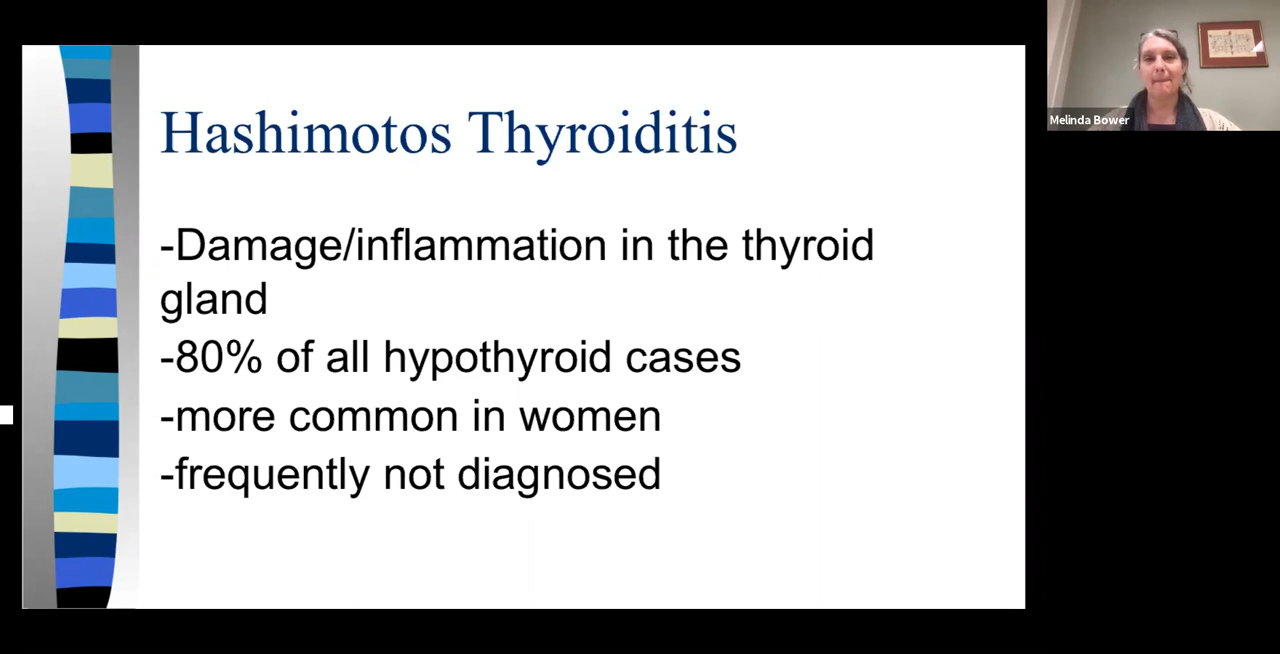 Hashimotos Thyroiditis
-Damage/inflammation in the thyroid
gland
-80% of all hypothyroid cases
-more common in women
-frequently not diagnosed
Melinda Bower